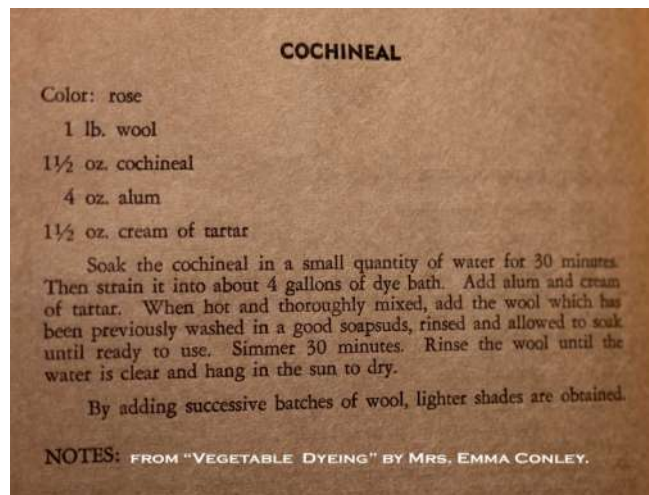 COCHINEAL
Color: rose
1 lb. wool
1½ oz. cochineal
4 oz. alum
1½ oz. cream of tartar
Soak the cochineal in a small quantity of water for 30 minutes.
Then strain it into about 4 gallons of dye bath. Add alum and cream
of tartar. When hot and thoroughly mixed, add the wool which has
been previously washed in a good soapsuds, rinsed and allowed to soak
until ready to use. Simmer 30 minutes. Rinse the wool until the
water is clear and hang in the sun to dry.
By adding successive batches of wool, lighter shades are obtained.
NOTES: FROM “VEGETABLE DYEING” BY MRS. EMMA CONLEY.